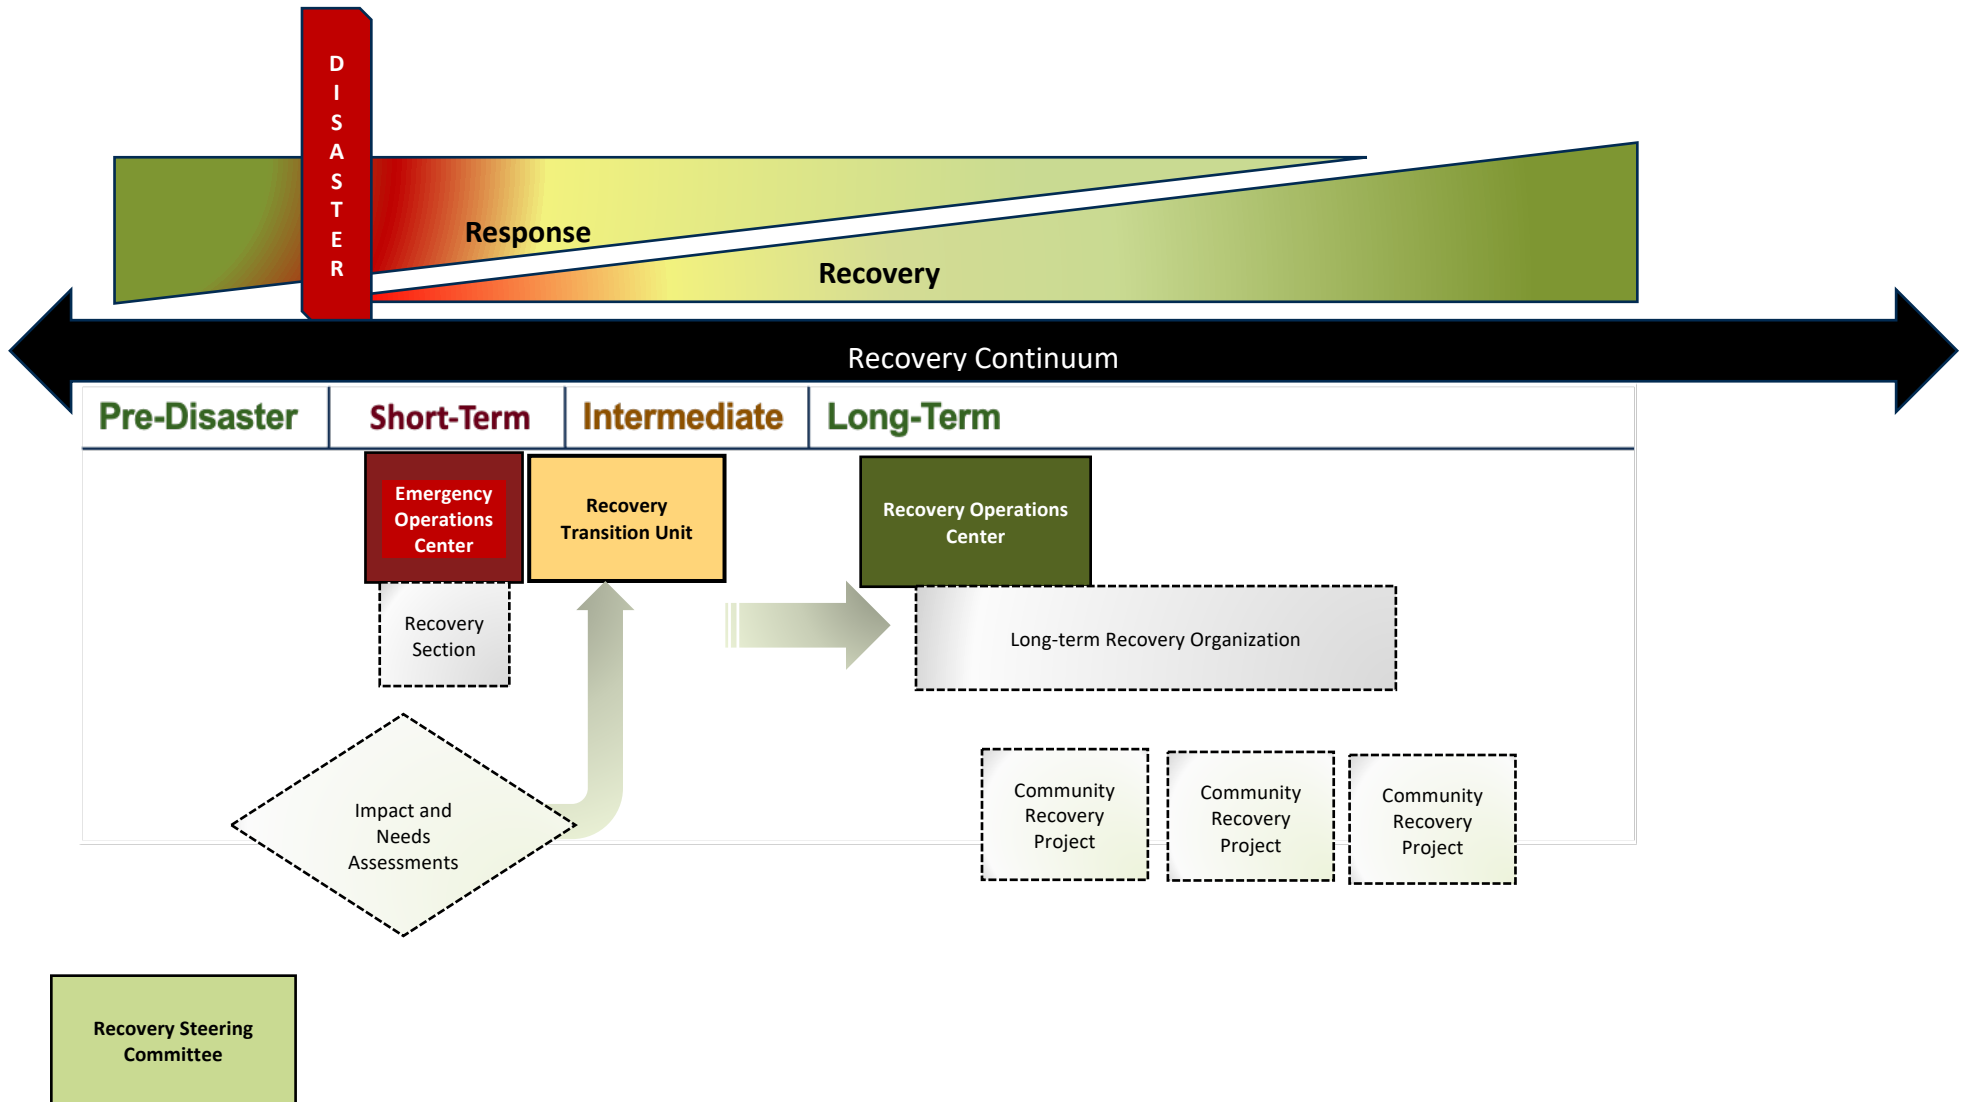 D
I
S
A
S
T
E
R
Response
Recovery
Recovery Continuum
Pre-Disaster
Short-Term
Intermediate
Long-Term
Emergency
Operations
Center
Recovery
Transition Unit
Recovery Operations
Center
Recovery
Section
Long-term Recovery Organization
Impact and
Needs
Assessments
Community
Recovery
Project
Community
Recovery
Project
Community
Recovery
Project
Recovery Steering
Committee